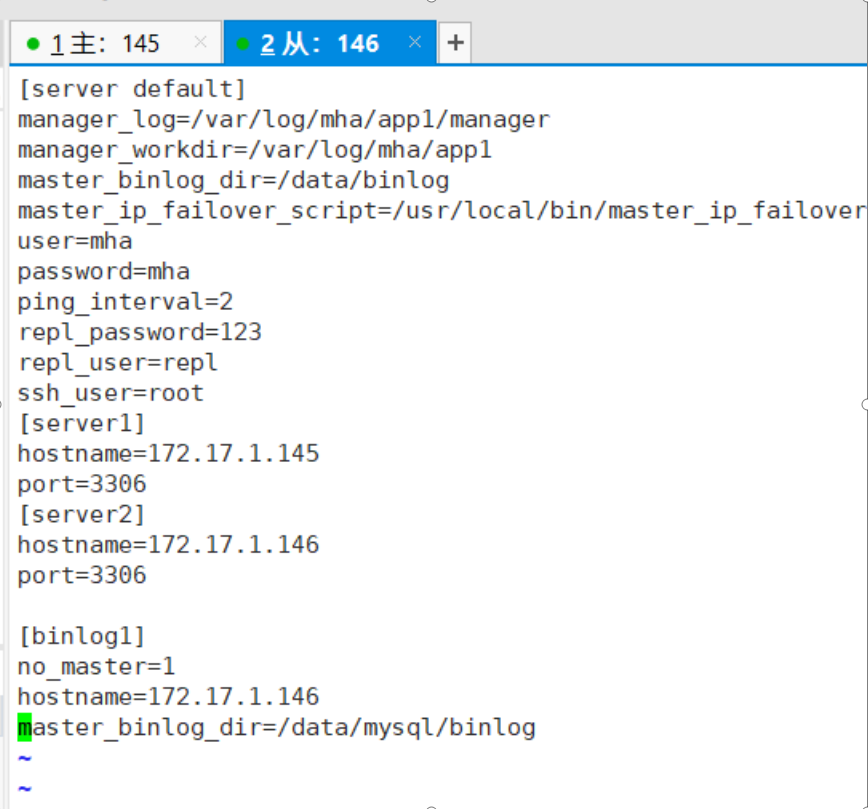 1 主: 145 × 2 从: 146 × +
[server default]
manager_log=/var/log/mha/app1/manager
manager_workdir=/var/log/mha/app1
master_binlog_dir=/data/binlog
master_ip_failover_script=/usr/local/bin/master_ip_failover
user=mha
password=mha
ping_interval=2
repl_password=123
repl_user=repl
ssh_user=root
[server1]
hostname=172.17.1.145
port=3306
[server2]
hostname=172.17.1.146
port=3306
[binlog1]
no_master=1
hostname=172.17.1.146
master_binlog_dir=/data/mysql/binlog
~
~